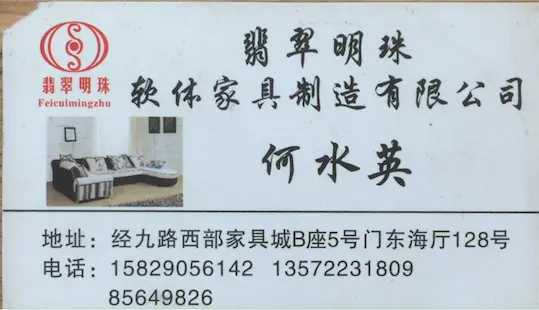 翡翠明珠
Feicuimingzhu
翡翠明珠
软体家具制造有限公司
何水英
地址：经九路西部家具城B座5号门东海厅128号
电话：15829056142 13572231809
85649826